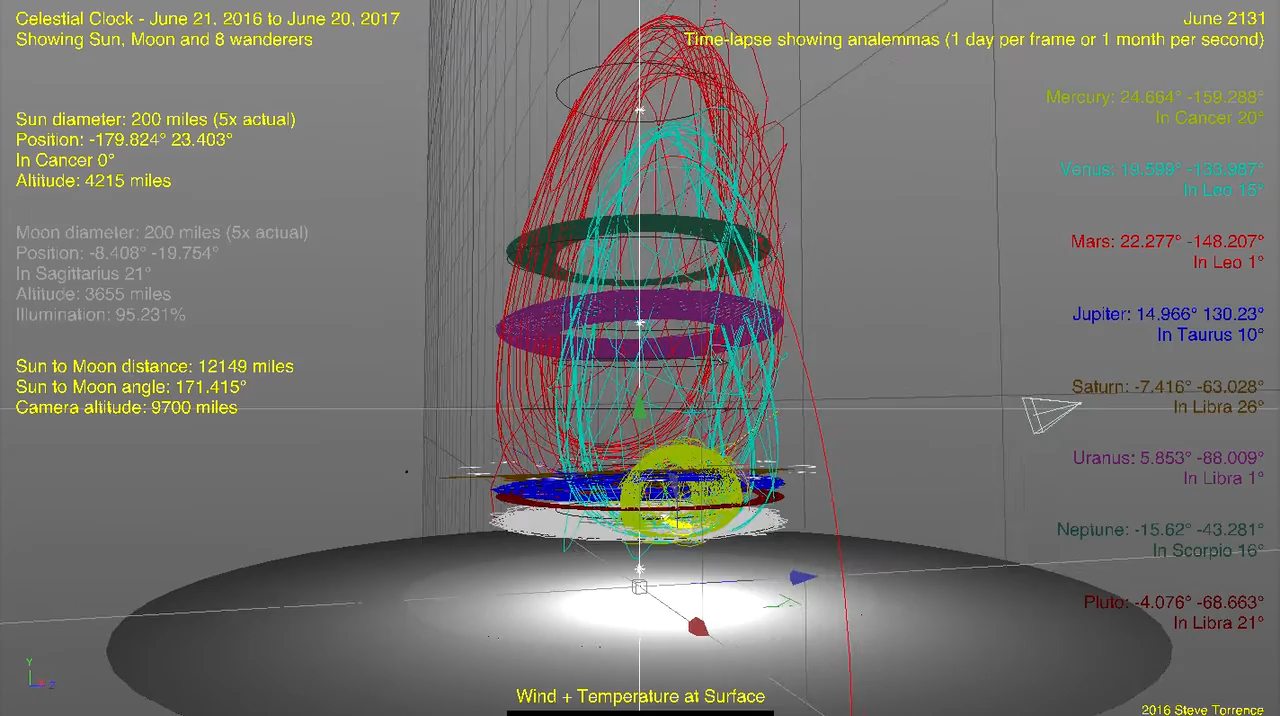 Celestial Clock - June 21, 2016 to June 20, 2017
Showing Sun, Moon and 8 wanderers
June 2131
Time-lapse showing analemmas (1 day per frame or 1 month per second)
Sun diameter: 200 miles (5x actual)
Position: -179.824° 23.403°
In Cancer 0°
Altitude: 4215 miles
Moon diameter: 200 miles (5x actual)
Position: -8.408° -19.754°
In Sagittarius 21°
Altitude: 3655 miles
Illumination: 95.231%
Sun to Moon distance: 12149 miles
Sun to Moon angle: 171.415°
Camera altitude: 9700 miles
Mercury: 24.664° -159.288°
In Cancer 20°
Venus: 19.599° -133.987°
In Leo 15°
Mars: 22.277° -148.207°
In Leo 1°
Jupiter: 14.966° 130.23°
In Taurus 10°
Saturn: -7.416° -63.028°
In Libra 26°
Uranus: 5.853° -88.009°
In Libra 1°
Neptune: -15.62° -43.281°
In Scorpio 16°
Pluto: -4.076° -68.663°
In Libra 21°
Y
Z
Wind + Temperature at Surface
2016 Steve Torrence